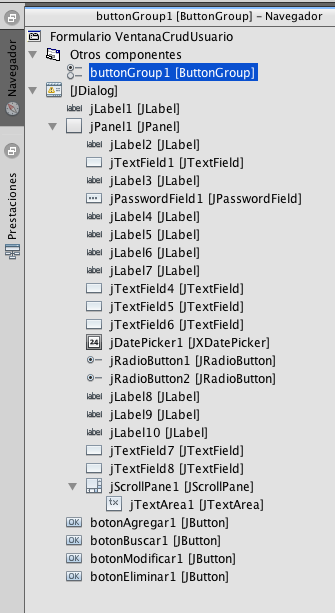 buttonGroup1 [ButtonGroup] – Navegador
Navegador
Prestaciones
Formulario VentanaCrudUsuario
Otros componentes
buttonGroup1 [ButtonGroup]
[JDialog]
label jLabel1 [JLabel]
jPanel1 [JPanel]
label jLabel2 [JLabel]
jTextField1 [JTextField]
label jLabel3 [JLabel]
jPasswordField1 [JPasswordField]
label jLabel4 [JLabel]
label jLabel5 [JLabel]
label jLabel6 [JLabel]
label jLabel7 [JLabel]
jTextField4 [JTextField]
jTextField5 [JTextField]
jTextField6 [JTextField]
24 jDatePicker1 [JXDatePicker]
jRadioButton1 [JRadioButton]
jRadioButton2 [JRadioButton]
label jLabel8 [JLabel]
label jLabel9 [JLabel]
label jLabel10 [JLabel]
jTextField7 [JTextField]
jTextField8 [JTextField]
jScrollPane1 [JScrollPane]
tx jTextArea1 [JTextArea]
OK botonAgregar1 [JButton]
OK botonBuscar1 [JButton]
OK botonModificar1 [JButton]
OK botonEliminar1 [JButton]